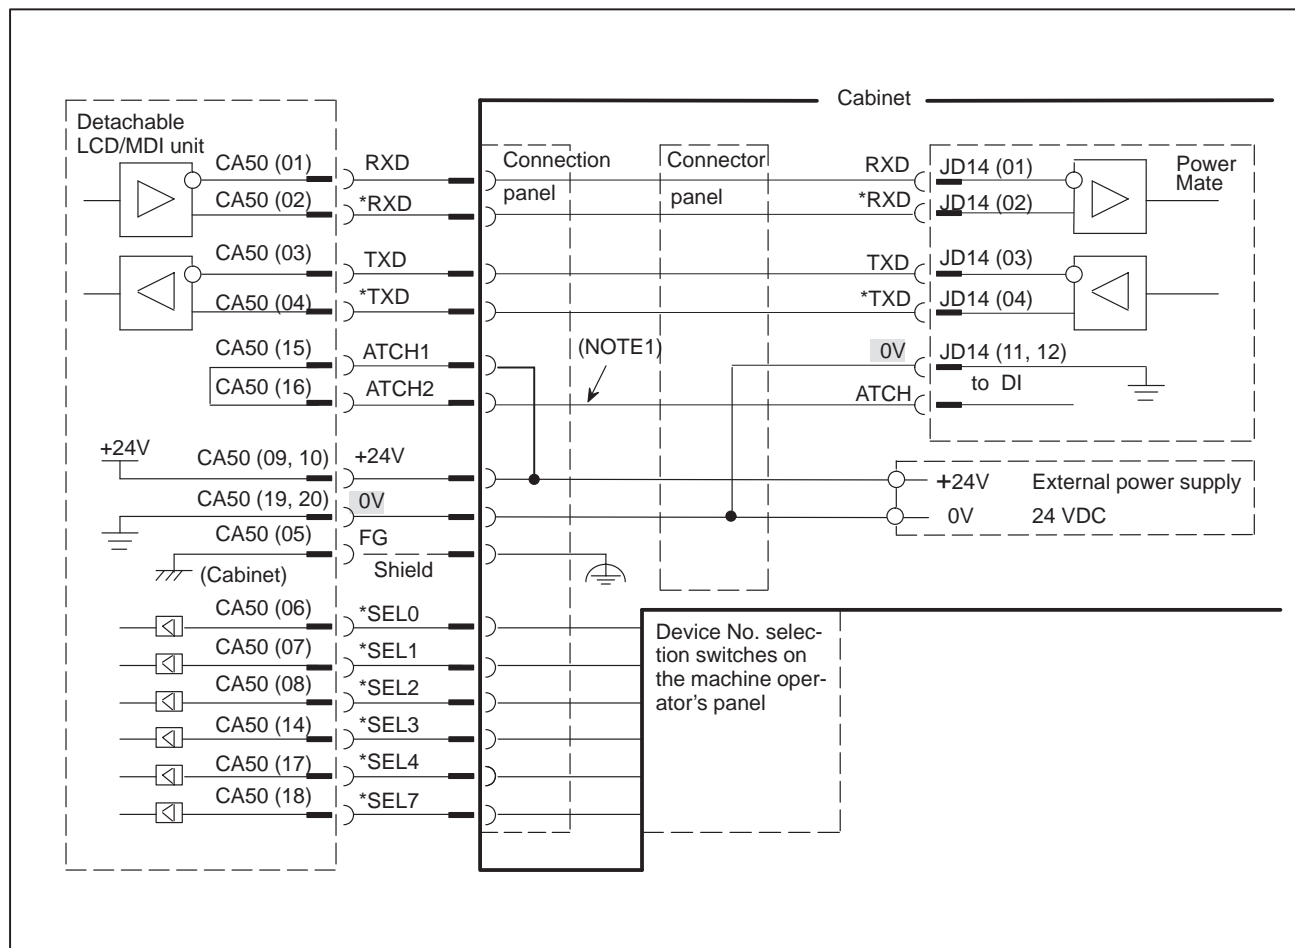 Cabinet
Detachable
LCD/MDI unit
CA50 (01)
RXD
CA50 (02)
*RXD
CA50 (03)
TXD
CA50 (04)
*TXD
CA50 (15)
ATCH1
CA50 (16)
ATCH2
+24V
CA50 (09, 10)
+24V
CA50 (19, 20)
0V
CA50 (05)
FG
Shield
(Cabinet)
CA50 (06)
*SEL0
CA50 (07)
*SEL1
CA50 (08)
*SEL2
CA50 (14)
*SEL3
CA50 (17)
*SEL4
CA50 (18)
*SEL7
Connection
panel
Connector
panel
(NOTE1)
RXD
JD14 (01)
*RXD
JD14 (02)
Power
Mate
TXD
JD14 (03)
*TXD
JD14 (04)
0V
JD14 (11, 12)
to DI
ATCH
+24V
External power supply
0V
24 VDC
Device No. selec-
tion switches on
the machine oper-
ator's panel